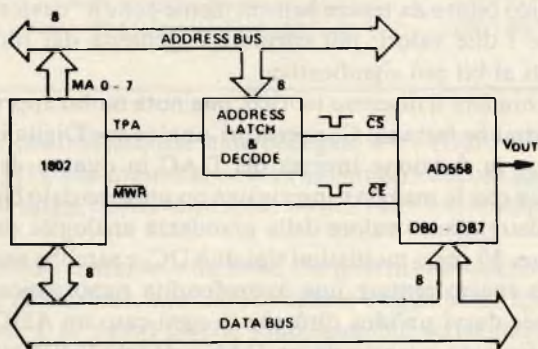 8
ADDRESS BUS
MA 0 - 7
8
1802
TPA
MWR
ADDRESS
LATCH
DECODE
CS
CE
AD558
DB0 DB7
VOUT
8
8
DATA BUS